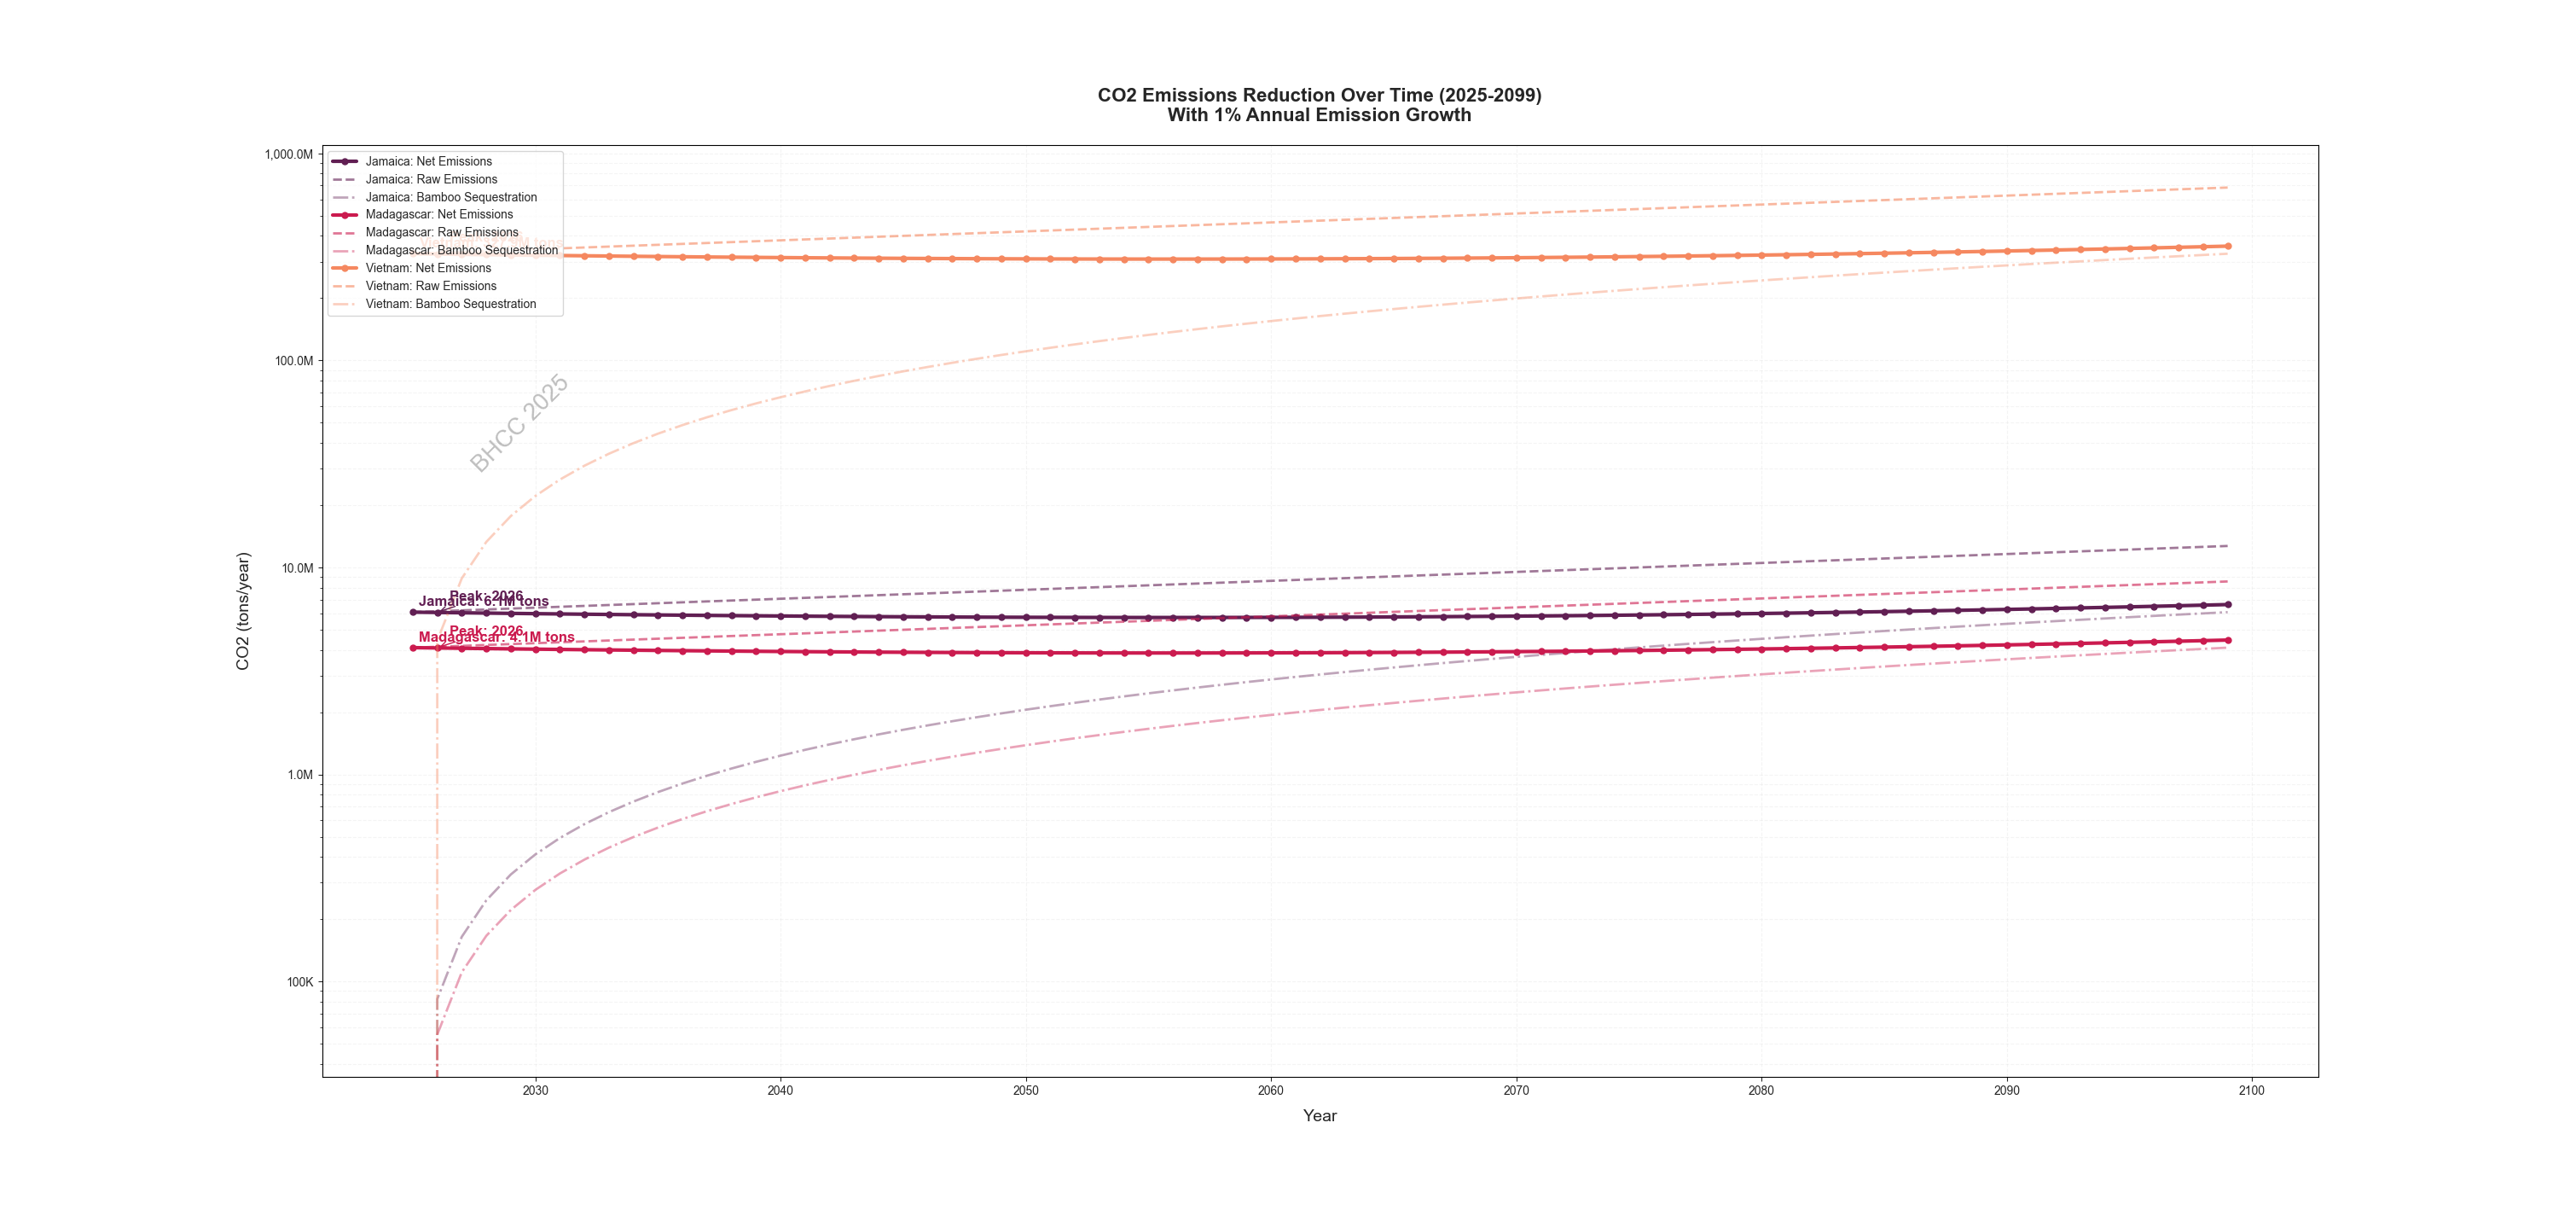 CO2 Emissions Reduction Over Time (2025-2099)
With 1% Annual Emission Growth
CO2 (tons/year)
1,000.0M
100.0M
10.0M
1.0M
100K
Jamaica: Net Emissions
Jamaica: Raw Emissions
Jamaica: Bamboo Sequestration
Madagascar: Net Emissions
Madagascar: Raw Emissions
Madagascar: Bamboo Sequestration
Vietnam: Net Emissions
Vietnam: Raw Emissions
Vietnam: Bamboo Sequestration
tons
BHCC 2025
Peak: 2026
Jamaica: 6.1M tons
Peak: 2026
Madagascar: 4.1M tons
2030
2040
2050
2060
2070
2080
2090
2100
Year